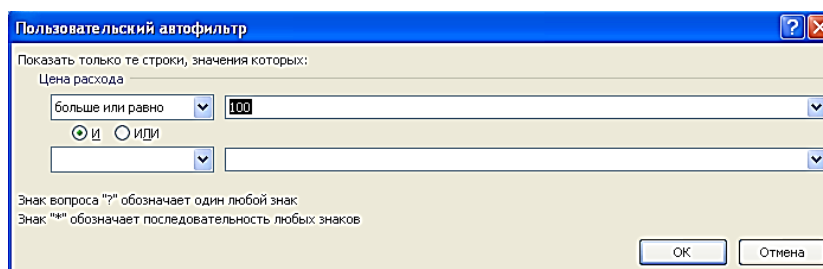 Пользовательский автофильтр
Показать только те строки, значения которых:
Цена расхода
больше или равно 100
И ИЛИ
Знак вопроса "?" обозначает один любой знак
Знак "*" обозначает последовательность любых знаков
ОК Отмена